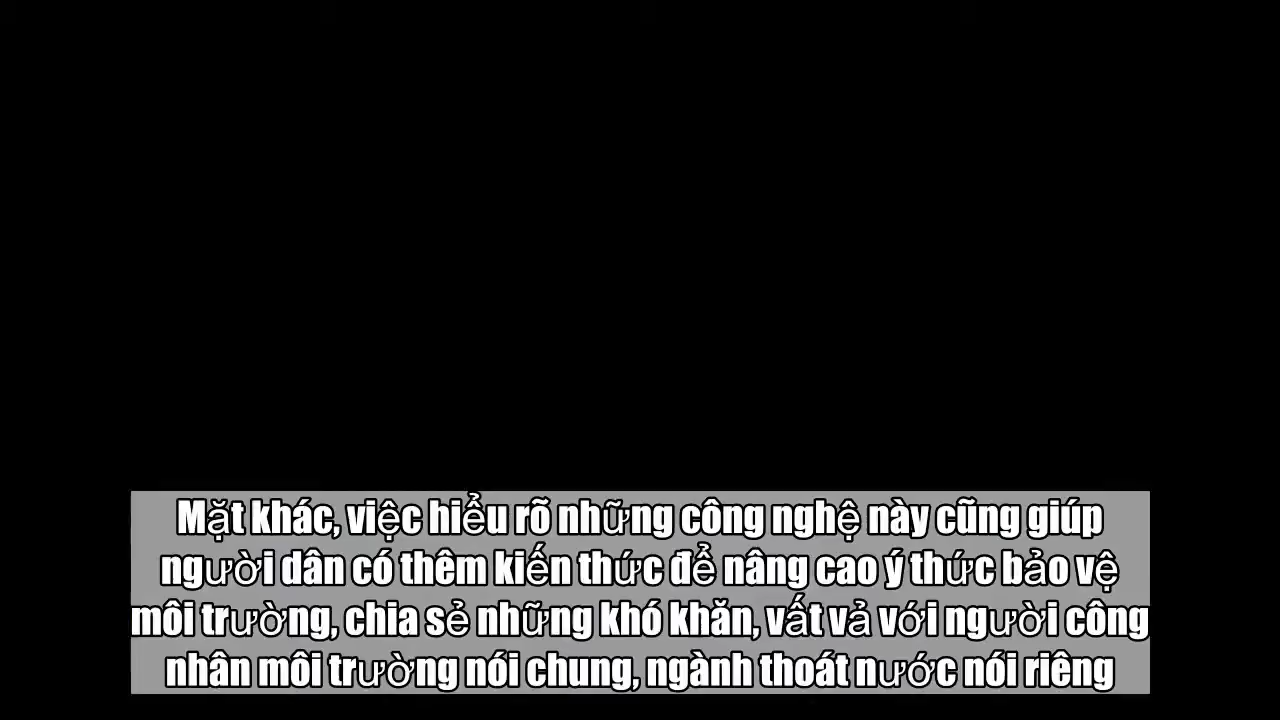 Mặt khác, việc hiểu rõ những công nghệ này cũng giúp
người dân có thêm kiến thức để nâng cao ý thức bảo vệ
môi trường, chia sẻ những khó khăn, vất vả với người công
nhân môi trường nói chung, ngành thoát nước nói riêng